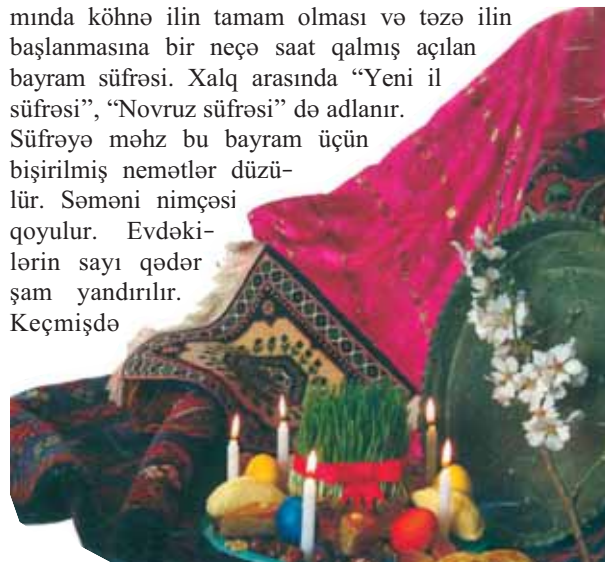 mında köhnə ilin tamam olması və təzə ilin
başlanmasına bir neçə saat qalmış açılan
bayram süfrəsi. Xalq arasında “Yeni il
süfrəsi”, “Novruz süfrəsi” də adlanır.
Süfrəyə məhz bu bayram üçün
bişirilmiş nemətlər düzü-
lür. Səməni nimçəsi
qoyulur. Evdəki-
lərin sayı qədər
şam yandırılır.
Keçmişdə